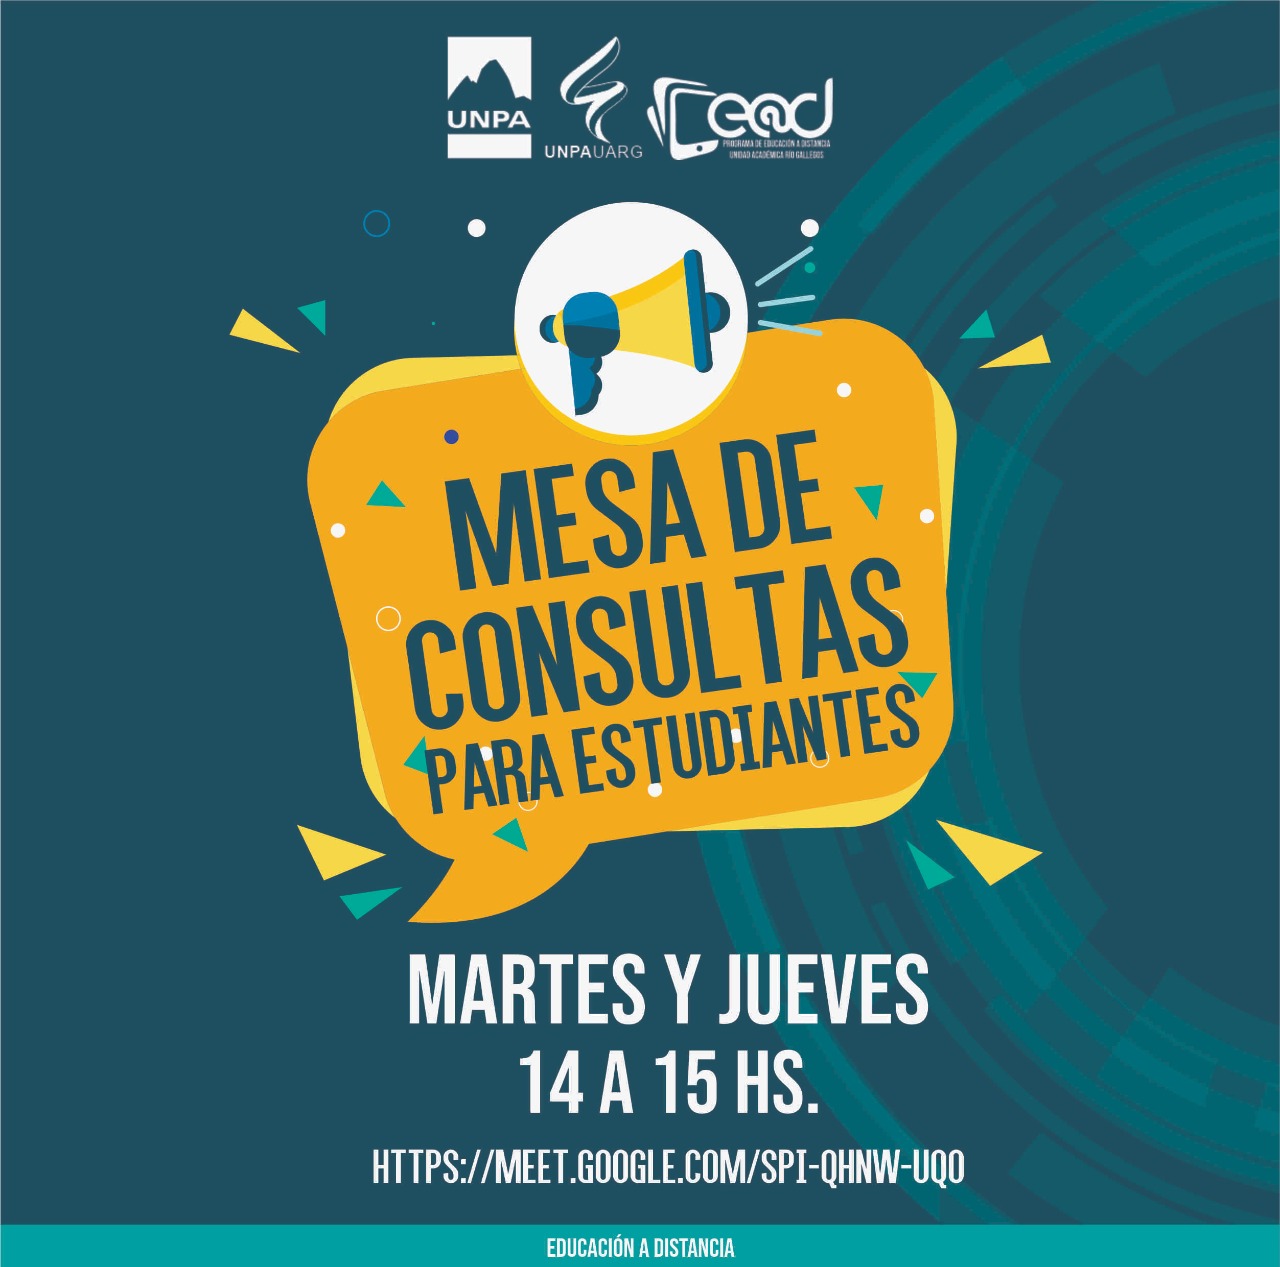 UNPA
UNPAUARG
e@d
PROGRAMA DE EDUCACIÓN A DISTANCIA
UNIDAD ACADÉMICA RÍO GALLEGOS
MESA DE
CONSULTAS
PARA ESTUDIANTES
MARTES Y JUEVES
14 A 15 HS.
HTTPS://MEET.GOOGLE.COM/SPI-QHNW-UQO
EDUCACIÓN A DISTANCIA